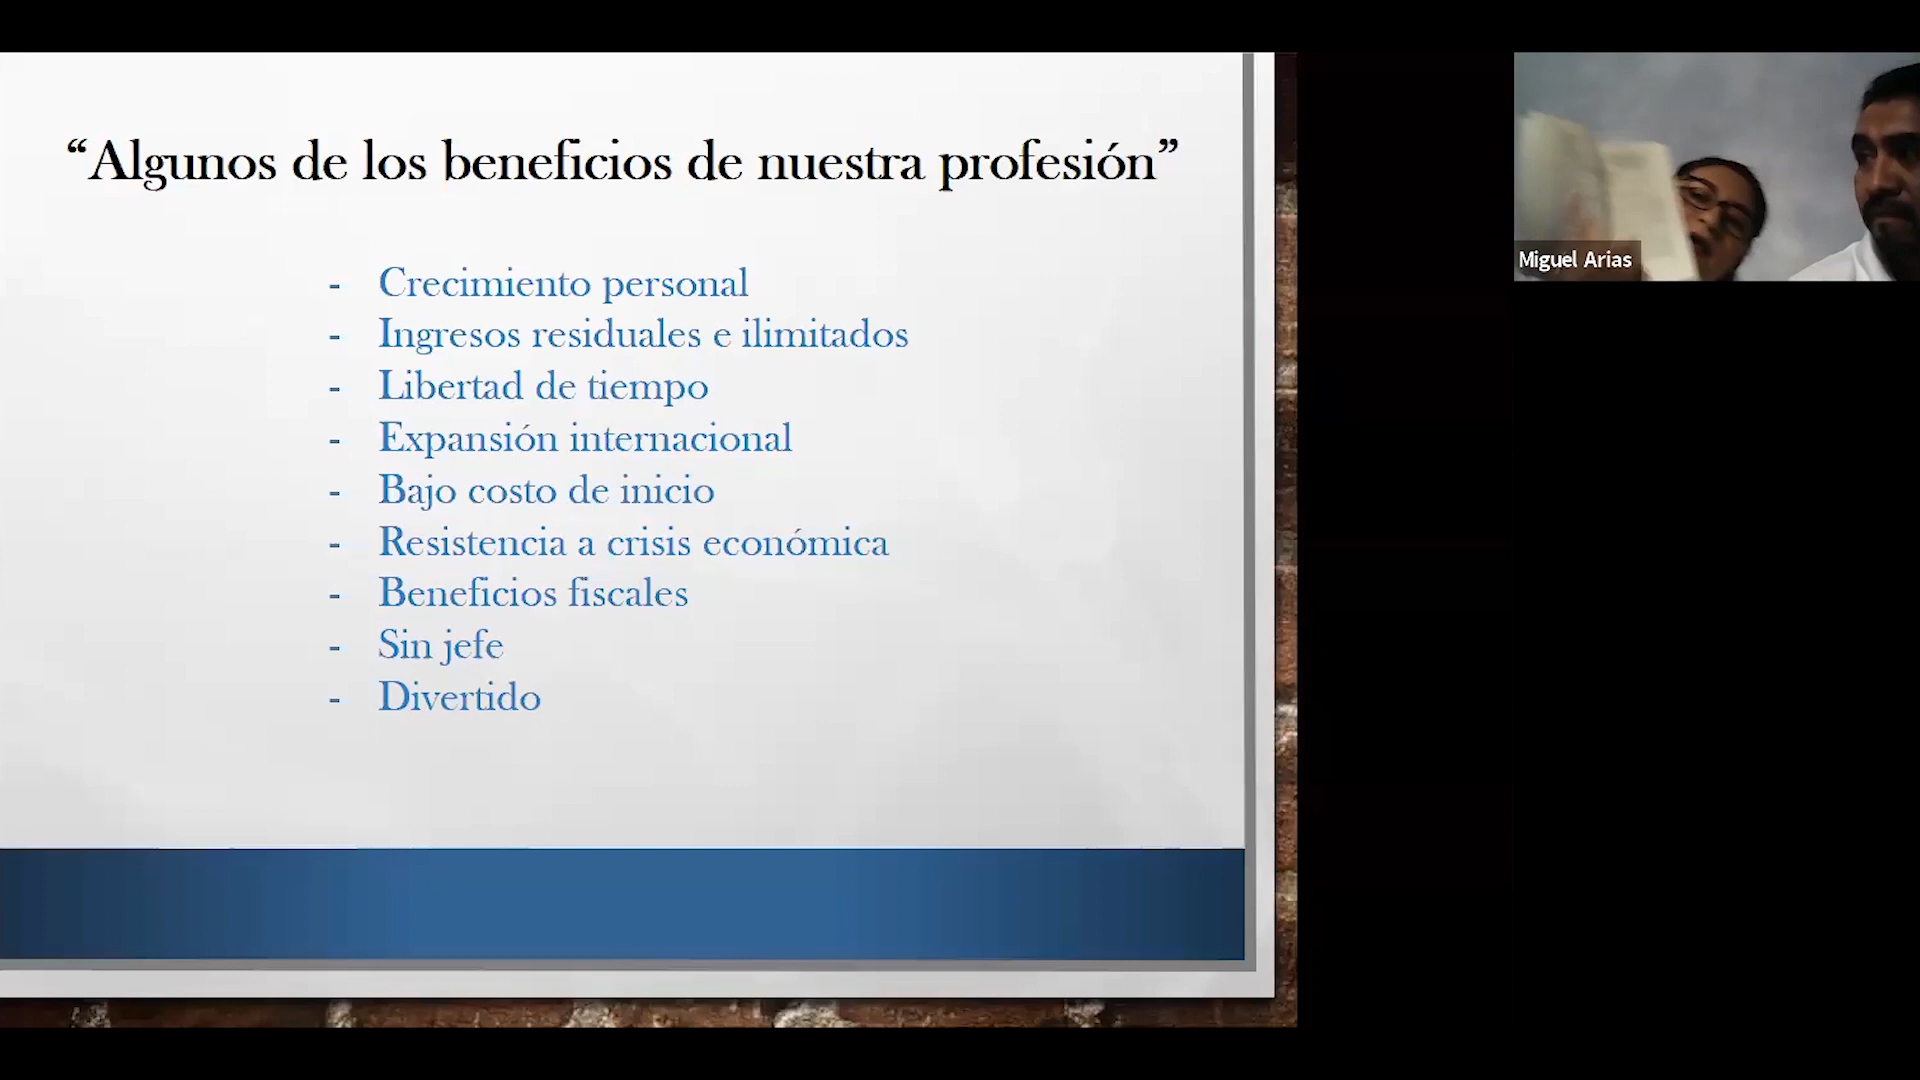 “Algunos de los beneficios de nuestra profesión”
- Crecimiento personal
- Ingresos residuales e ilimitados
- Libertad de tiempo
- Expansión internacional
- Bajo costo de inicio
- Resistencia a crisis económica
- Beneficios fiscales
- Sin jefe
- Divertido
Miguel Arias